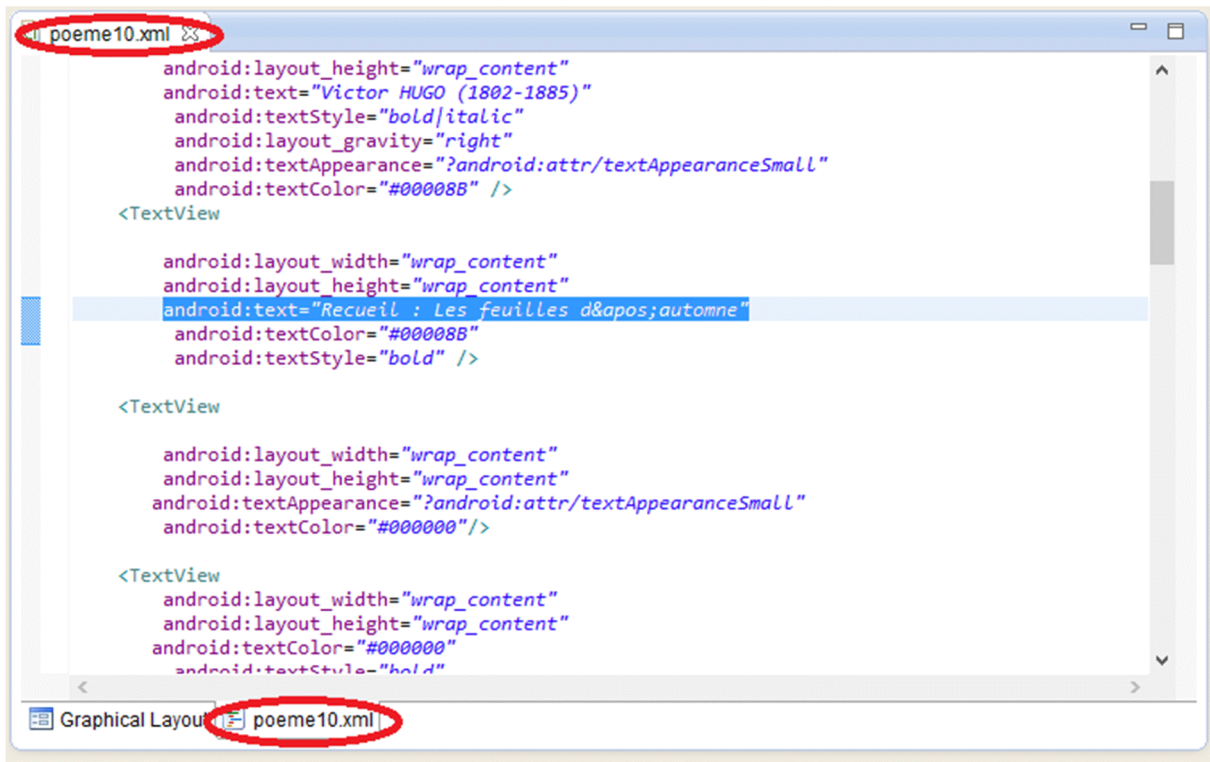 poeme10.xml
android:layout_height="wrap_content"
android:text="Victor HUGO (1802-1885)"
android:textStyle="bold|italic"
android:layout_gravity="right"
android:textAppearance="?android:attr/textAppearanceSmall"
android:textColor="#00008B" />
<TextView
android:layout_width="wrap_content"
android:layout_height="wrap_content"
android:text="Recueil : Les feuilles d&apos;automne"
android:textColor="#00008B"
android:textStyle="bold" />
<TextView
android:layout_width="wrap_content"
android:layout_height="wrap_content"
android:textAppearance="?android:attr/textAppearanceSmall"
android:textColor="#000000"/>
<TextView
android:layout_width="wrap_content"
android:layout_height="wrap_content"
android:textColor="#000000"
android:textStyle="bold"
Graphical Layout poeme10.xml